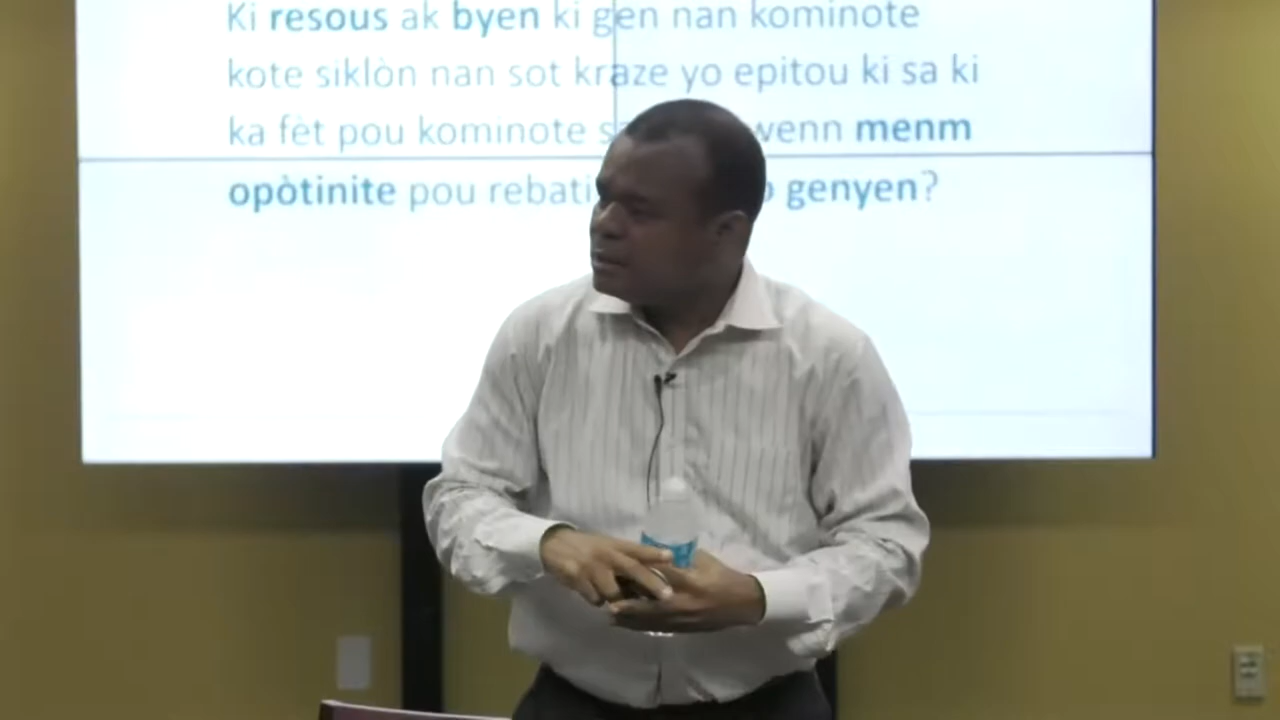 Ki resous ak byen ki gen nan kominote
kote siklòn nan sot kraze yo epitou ki sa ki
ka fèt pou kominote menm
opòtinite pou rebati genyen?